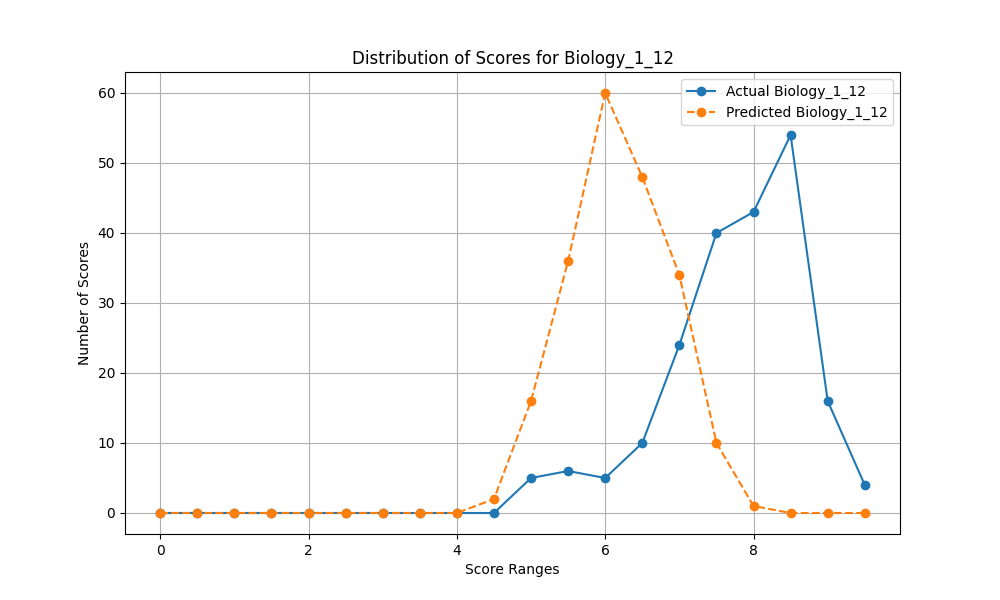 Distribution of Scores for Biology_1_12
Actual Biology_1_12
Predicted Biology_1_12
60
50
40
30
20
10
0
Number of Scores
0 2 4 6 8
Score Ranges